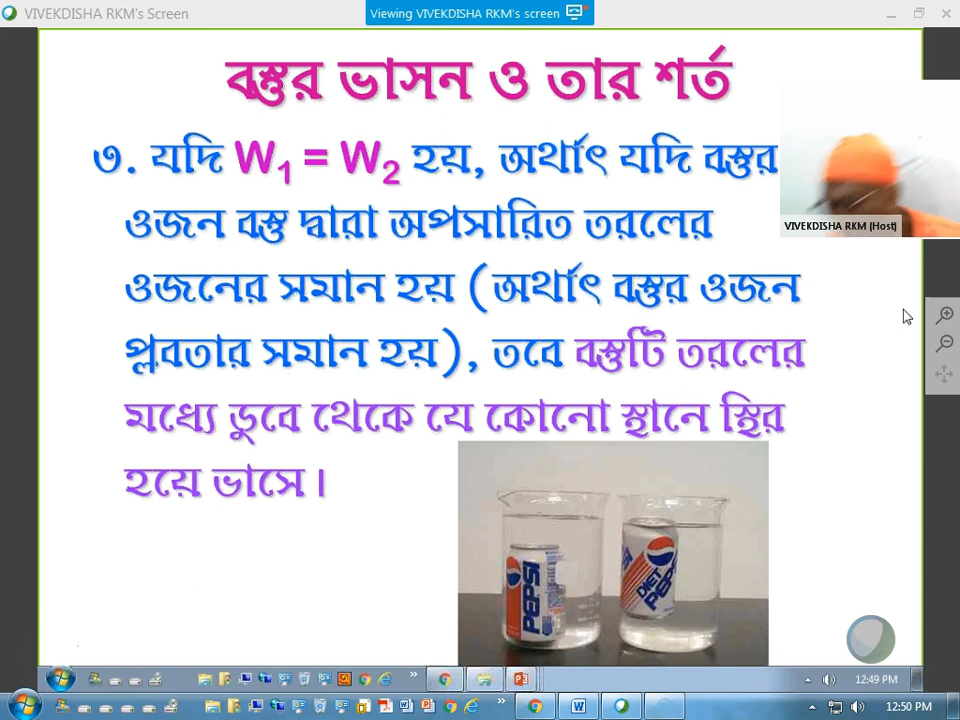 VIVEKDISHA RKM's Screen
Viewing VIVEKDISHA RKM's screen
বস্তুর ভাসন ও তার শর্ত
৩. যদি W₁ = W₂ হয়, অর্থাৎ যদি বস্তুর
ওজন বস্তু দ্বারা অপসারিত তরলের
ওজনের সমান হয় (অর্থাৎ বস্তুর ওজন
প্লবতার সমান হয়), তবে বস্তুটি তরলের
মধ্যে ডুবে থেকে যে কোনো স্থানে স্থির
হয়ে ভাসে।
VIVEKDISHA RKM (Host)
PEPSI
DIET
PEPSI
12:49 PM
12:50 PM